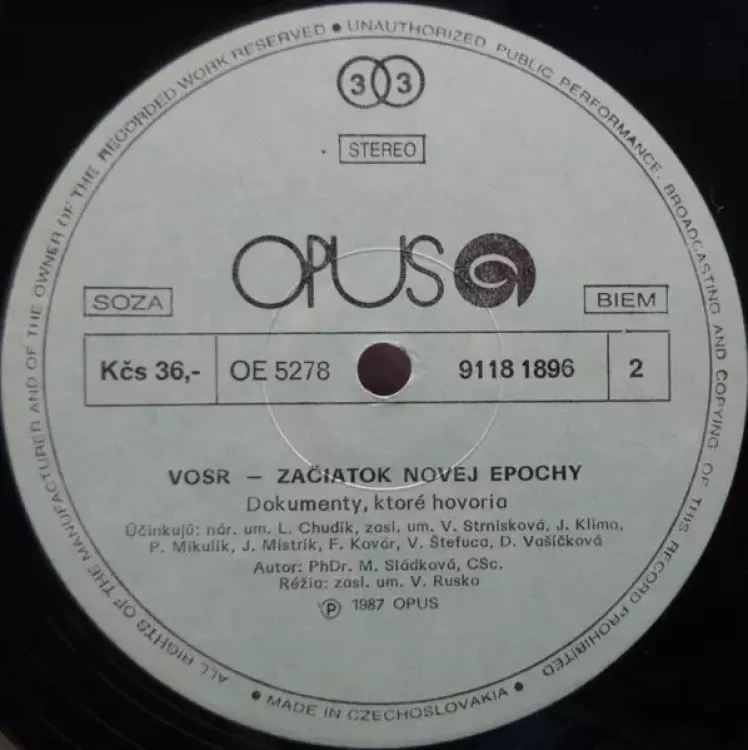 ALL RIGHTS OF THE MANUFACTURER AND OF THE OWNER OF THE RECORDED WORK RESERVED ● UNAUTHORIZED PUBLIC PERFORMANCE. BROADCASTING AND COPYING OF THIS RECORD PROHIBITED
33
STEREO
OPUS
SOZA
BIEM
Kčs 36,- OE 5278 9118 1896 2
VOSR – ZAČIATOK NOVEJ EPOCHY
Dokumenty, ktoré hovoria
Účinkujú: nár. um. L. Chudík, zasl. um. V. Strnisková, J. Klimo,
P. Mikulík, J. Mistrík, F. Kovár, V. Štefuca, D. Vašíčková
Autor: PhDr. M. Sládková, CSc.
Réžia: zasl. um. V. Rusko
Ⓟ 1987 OPUS
● MADE IN CZECHOSLOVAKIA ●